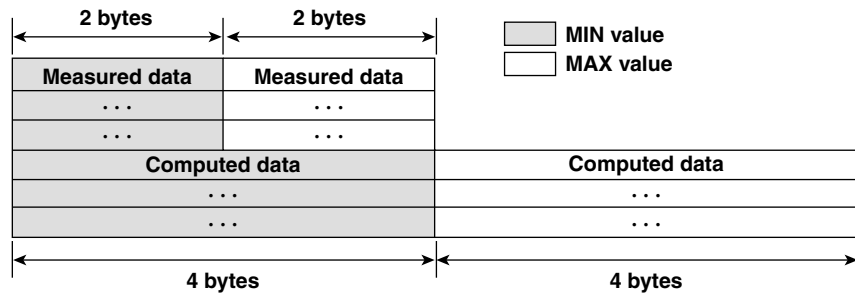 2 bytes 2 bytes
MIN value
MAX value
Measured data Measured data
... ...
... ...
Computed data Computed data
... ...
... ...
4 bytes 4 bytes